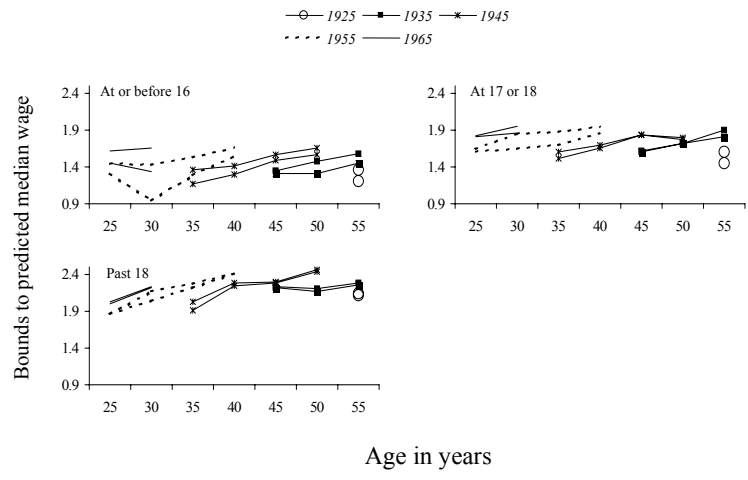 1925 1935 1945
1955 1965
Bounds to predicted median wage
At or before 16
2.4
1.9
1.4
0.9
25 30 35 40 45 50 55
At 17 or 18
2.4
1.9
1.4
0.9
25 30 35 40 45 50 55
Past 18
2.4
1.9
1.4
0.9
25 30 35 40 45 50 55
Age in years